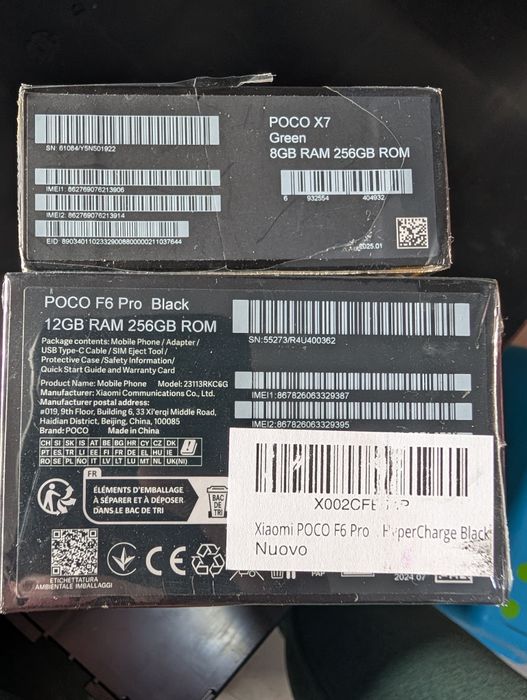 POCO X7
Green
8GB RAM 256GB ROM
SN: 61084/Y5N501922
IMEI1: 862769076213906
IMEI2: 862769076213914
EID: 89034011023329008800000211037644
6 932554 404932
2025.01
POCO F6 Pro Black
12GB RAM 256GB ROM
Package contents: Mobile Phone / Adapter /
USB Type-C Cable / SIM Eject Tool /
Protective Case /Safety Information/
Quick Start Guide and Warranty Card
Product Name: Mobile Phone Model: 23113RKC6G
Manufacturer: Xiaomi Communications Co., Ltd.
Manufacturer postal address:
#019, 9th Floor, Building 6, 33 Xi'erqi Middle Road,
Haidian District, Beijing, China, 100085
Brand: POCO Made in China
CH SI SK IS AT BE BG HR CY CZ DK
PT ES TR LI EE FI FR DE EL HU IE
RO SE PL NO IT LV LT LU MT NL UK(NI)
SN:55273/R4U400362
IMEI1:867826063329387
IMEI2:867826063329395
FR
ÉLÉMENTS D'EMBALLAGE
À SÉPARER ET À DÉPOSER
DANS LE BAC DE TRI
BAC
DE
TRI
X002CFE
Xiaomi POCO F6 Pro HyperCharge Black
Nuovo
ETICHETTATURA
AMBIENTALE IMBALLAGGI
CE
PAP
2024.07